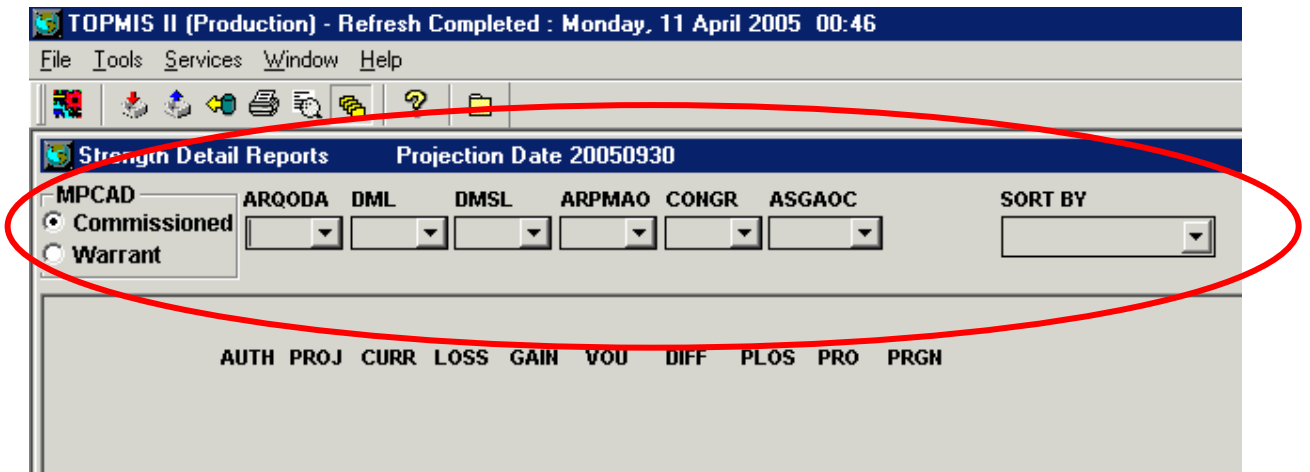 TOPMIS II (Production) - Refresh Completed : Monday, 11 April 2005 00:46
File Tools Services Window Help
Strength Detail Reports Projection Date 20050930
MPCAD ARQODA DML DMSL ARPMAO CONGR ASGAOC SORT BY
Commissioned
Warrant
AUTH PROJ CURR LOSS GAIN VOU DIFF PLOS PRO PRGN